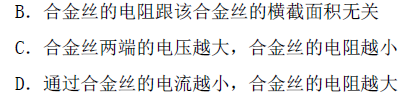 B. 合金丝的电阻跟该合金丝的横截面积无关
C. 合金丝两端的电压越大，合金丝的电阻越小
D. 通过合金丝的电流越小，合金丝的电阻越大